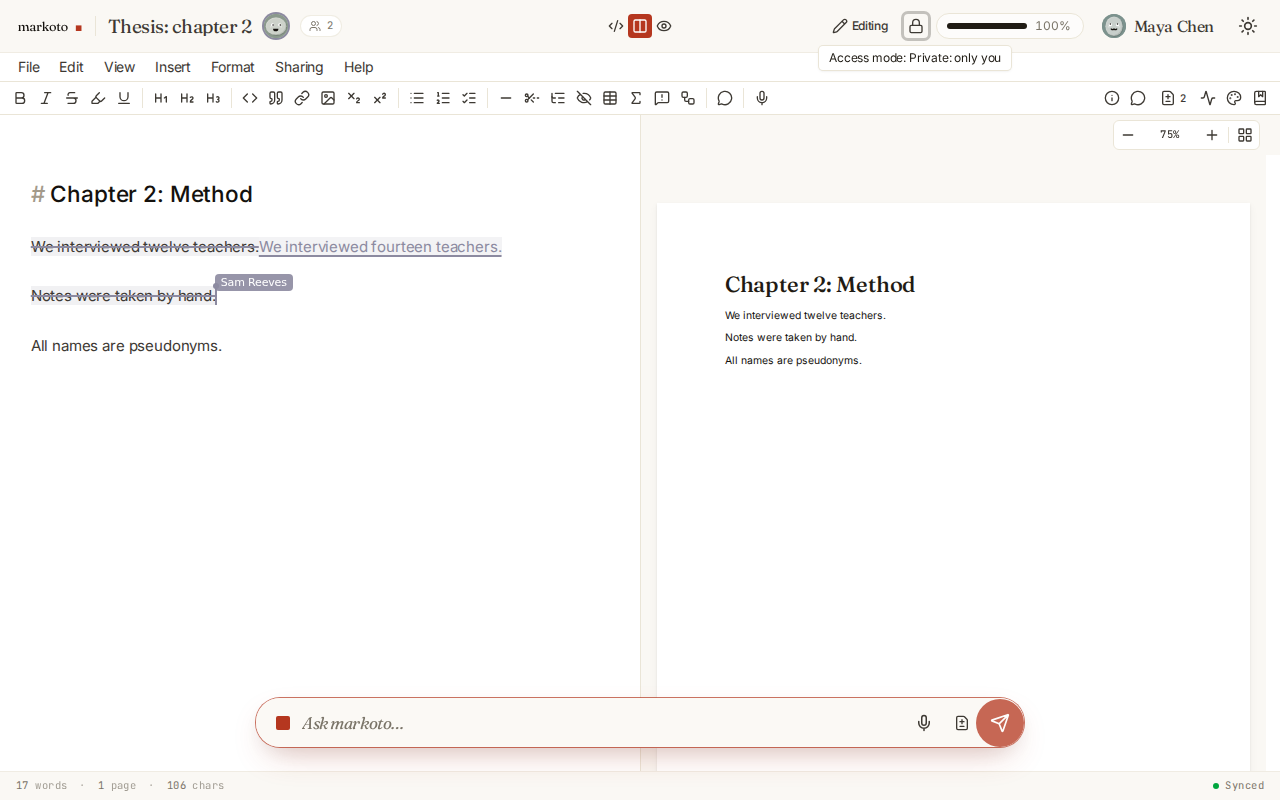 markoto
Thesis: chapter 2
2
Editing
100%
Maya Chen
Access mode: Private: only you
File Edit View Insert Format Sharing Help
H1 H2 H3
2
75%
# Chapter 2: Method
We interviewed twelve teachers.We interviewed fourteen teachers.
Sam Reeves
Notes were taken by hand.
All names are pseudonyms.
Chapter 2: Method
We interviewed twelve teachers.
Notes were taken by hand.
All names are pseudonyms.
Ask markoto...
17 words · 1 page · 106 chars
Synced